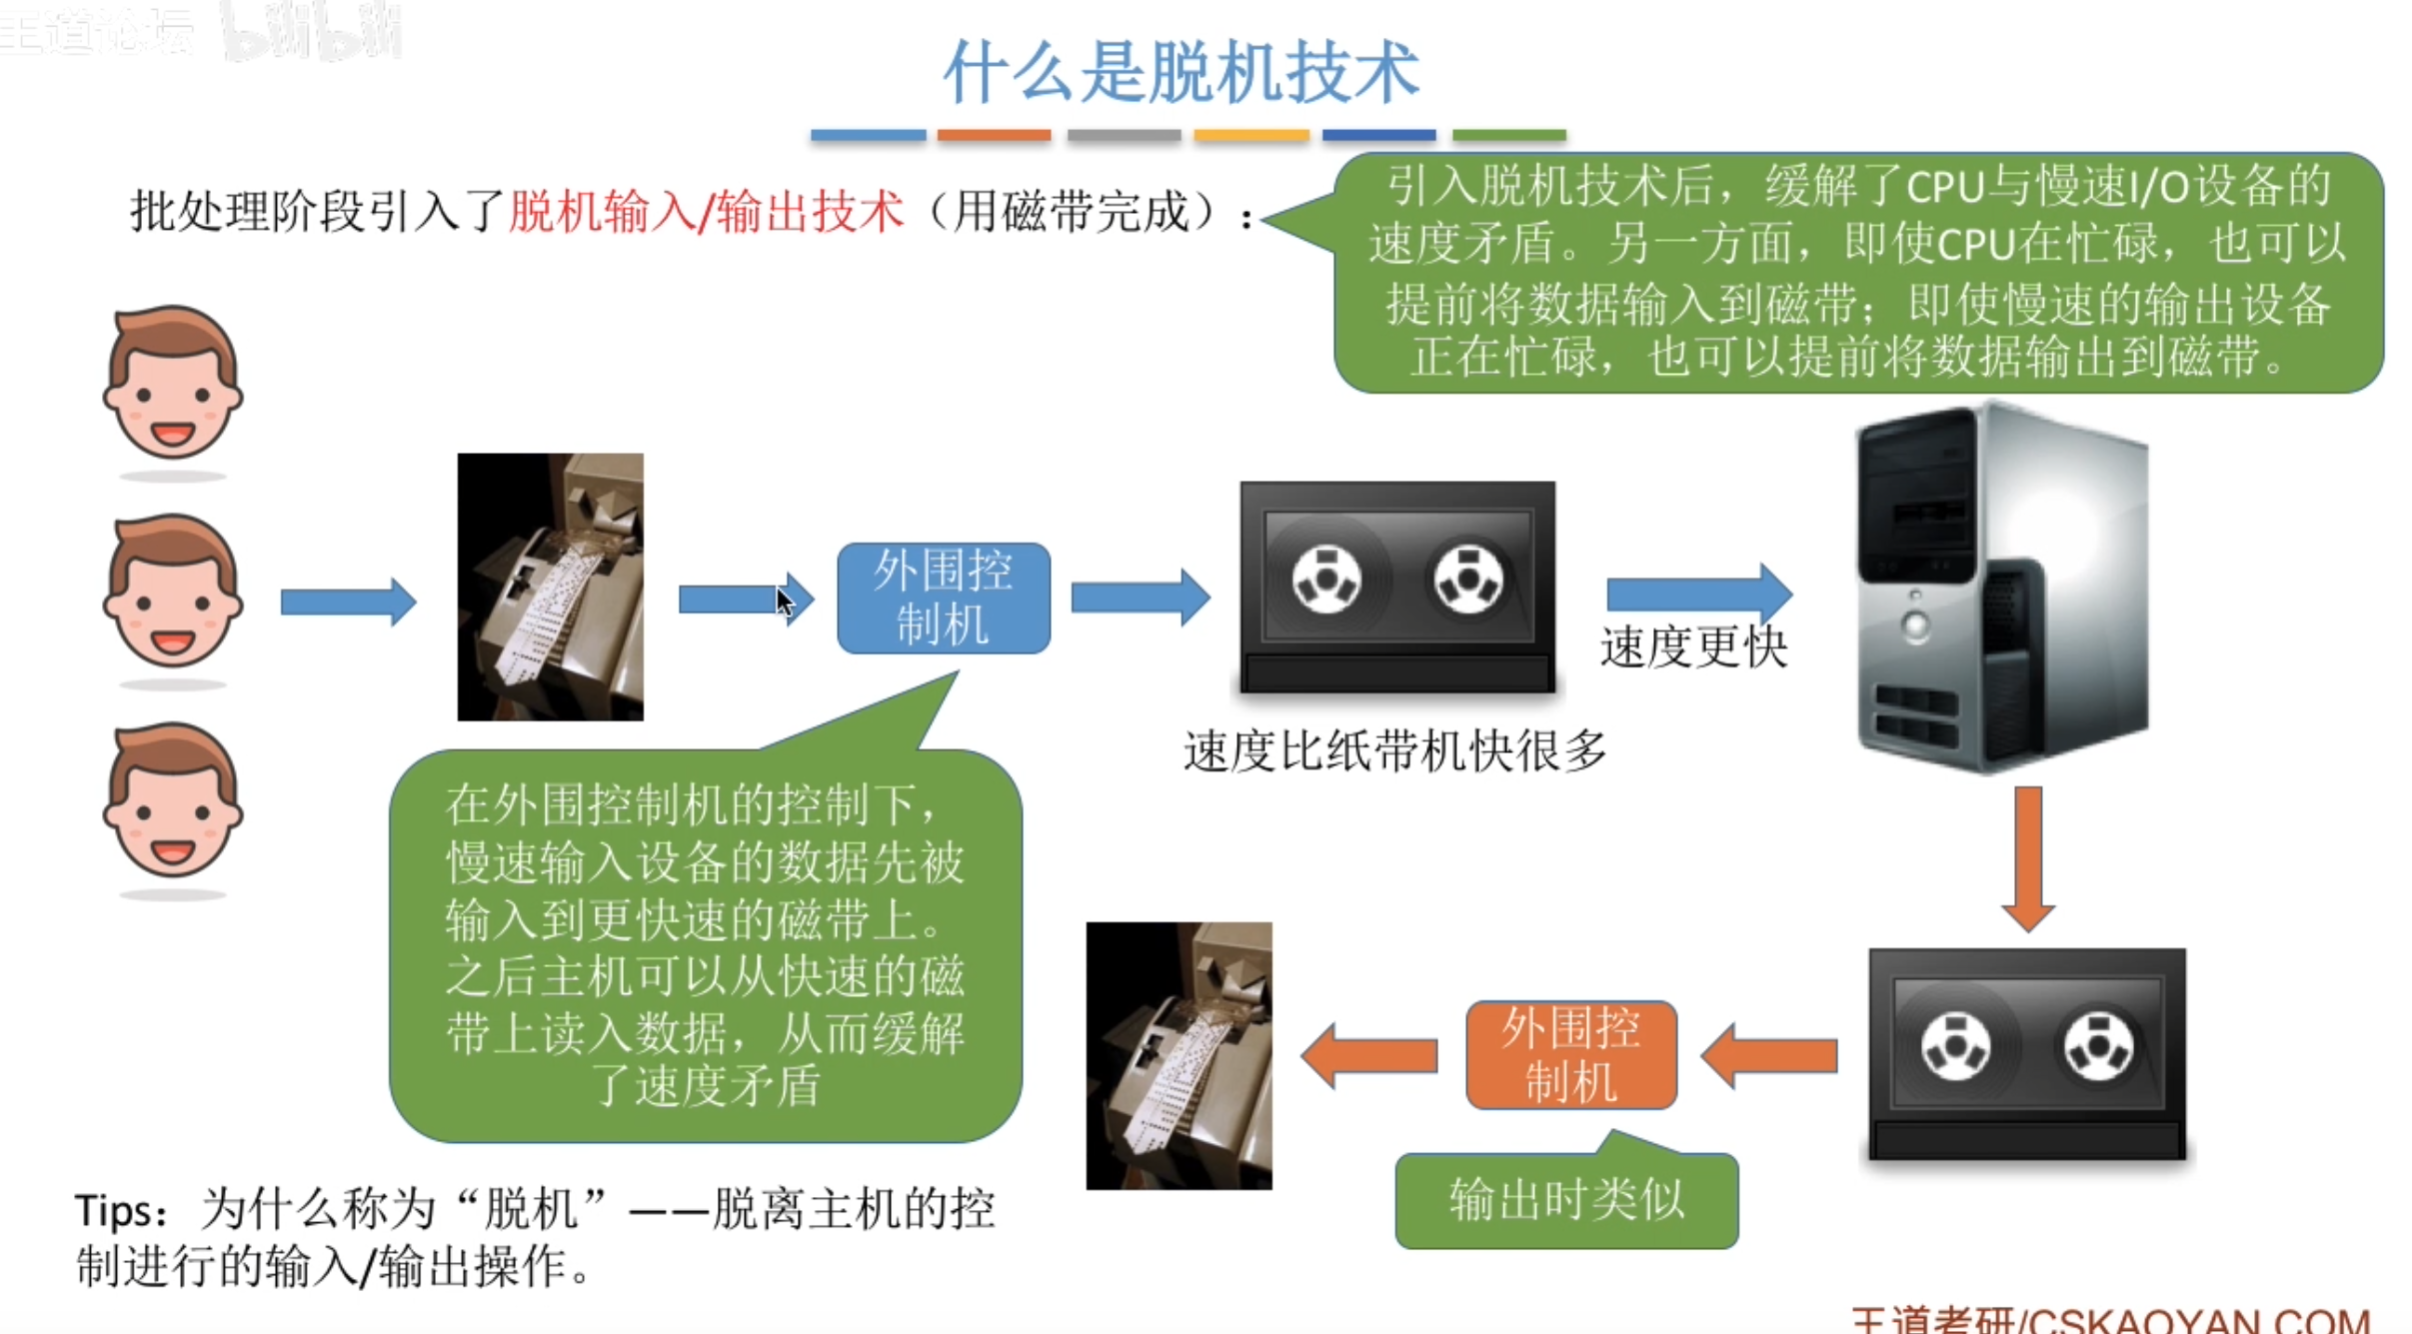 王道论坛 bilibili
什么是脱机技术
批处理阶段引入了脱机输入/输出技术（用磁带完成）：
引入脱机技术后，缓解了CPU与慢速I/O设备的
速度矛盾。另一方面，即使CPU在忙碌，也可以
提前将数据输入到磁带；即使慢速的输出设备
正在忙碌，也可以提前将数据输出到磁带。
外围控
制机
速度更快
速度比纸带机快很多
在外围控制机的控制下，
慢速输入设备的数据先被
输入到更快速的磁带上。
之后主机可以从快速的磁
带上读入数据，从而缓解
了速度矛盾
外围控
制机
输出时类似
Tips：为什么称为“脱机”——脱离主机的控
制进行的输入/输出操作。
王道考研/CSKAOYAN.COM